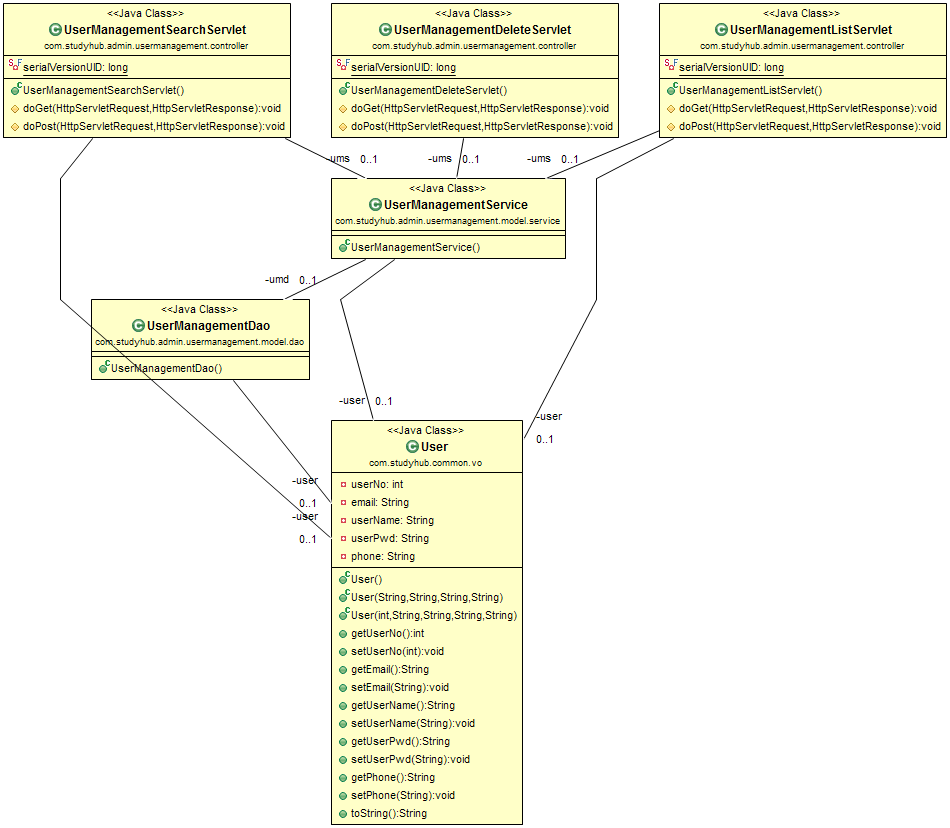 <<Java Class>>
UserManagementSearchServlet
com.studyhub.admin.usermanagement.controller
serialVersionUID: long
UserManagementSearchServlet()
doGet(HttpServletRequest,HttpServletResponse):void
doPost(HttpServletRequest,HttpServletResponse):void
<<Java Class>>
UserManagementDeleteServlet
com.studyhub.admin.usermanagement.controller
serialVersionUID: long
UserManagementDeleteServlet()
doGet(HttpServletRequest,HttpServletResponse):void
doPost(HttpServletRequest,HttpServletResponse):void
<<Java Class>>
UserManagementListServlet
com.studyhub.admin.usermanagement.controller
serialVersionUID: long
UserManagementListServlet()
doGet(HttpServletRequest,HttpServletResponse):void
doPost(HttpServletRequest,HttpServletResponse):void
-ums 0..1
-ums 0..1
-ums 0..1
<<Java Class>>
UserManagementService
com.studyhub.admin.usermanagement.model.service
UserManagementService()
-umd 0..1
<<Java Class>>
UserManagementDao
com.studyhub.admin.usermanagement.model.dao
UserManagementDao()
-user 0..1
-user
0..1
-user
0..1
-user
0..1
<<Java Class>>
User
com.studyhub.common.vo
userNo: int
email: String
userName: String
userPwd: String
phone: String
User()
User(String,String,String,String)
User(int,String,String,String,String)
getUserNo():int
setUserNo(int):void
getEmail():String
setEmail(String):void
getUserName():String
setUserName(String):void
getUserPwd():String
setUserPwd(String):void
getPhone():String
setPhone(String):void
toString():String